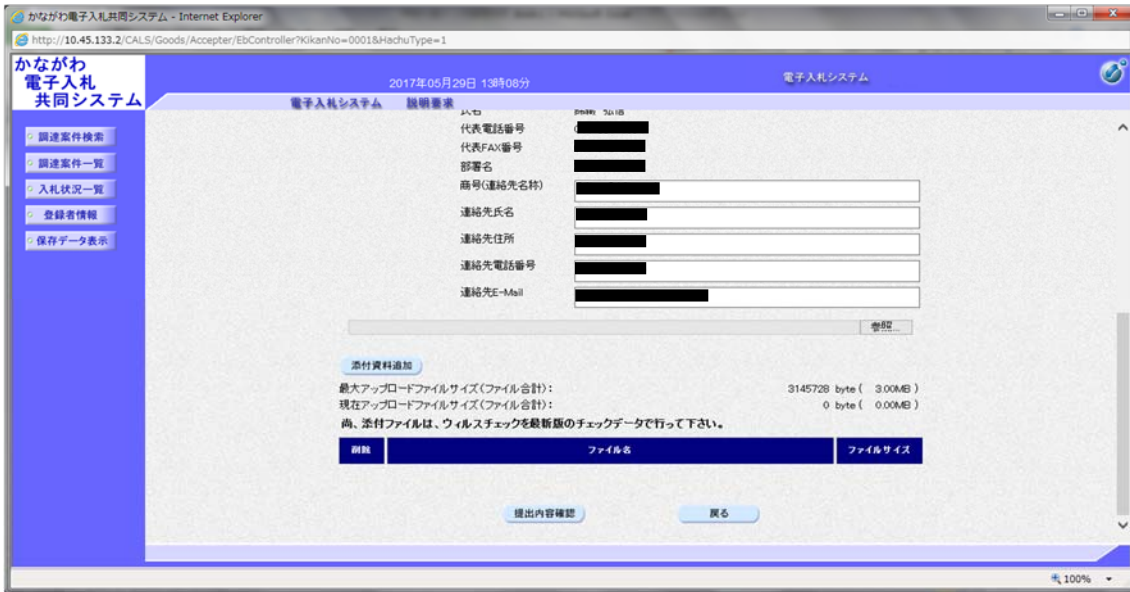 かながわ電子入札共同システム - Internet Explorer
http://10.45.133.2/CALS/Goods/Accepter/EbController?KikanNo=0001&HachuType=1
かながわ
電子入札
共同システム
2017年05月29日 13時08分
電子入札システム
電子入札システム 説明要求
調達案件検索
調達案件一覧
入札状況一覧
登録者情報
保存データ表示
氏名
代表電話番号
代表FAX番号
部署名
商号(連絡先名称)
連絡先氏名
連絡先住所
連絡先電話番号
連絡先E-Mail
参照...
添付資料追加
最大アップロードファイルサイズ(ファイル合計): 3145728 byte ( 3.00MB )
現在アップロードファイルサイズ(ファイル合計): 0 byte ( 0.00MB )
尚、添付ファイルは、ウィルスチェックを最新版のチェックデータで行って下さい。
削除 ファイル名 ファイルサイズ
提出内容確認 戻る
100%